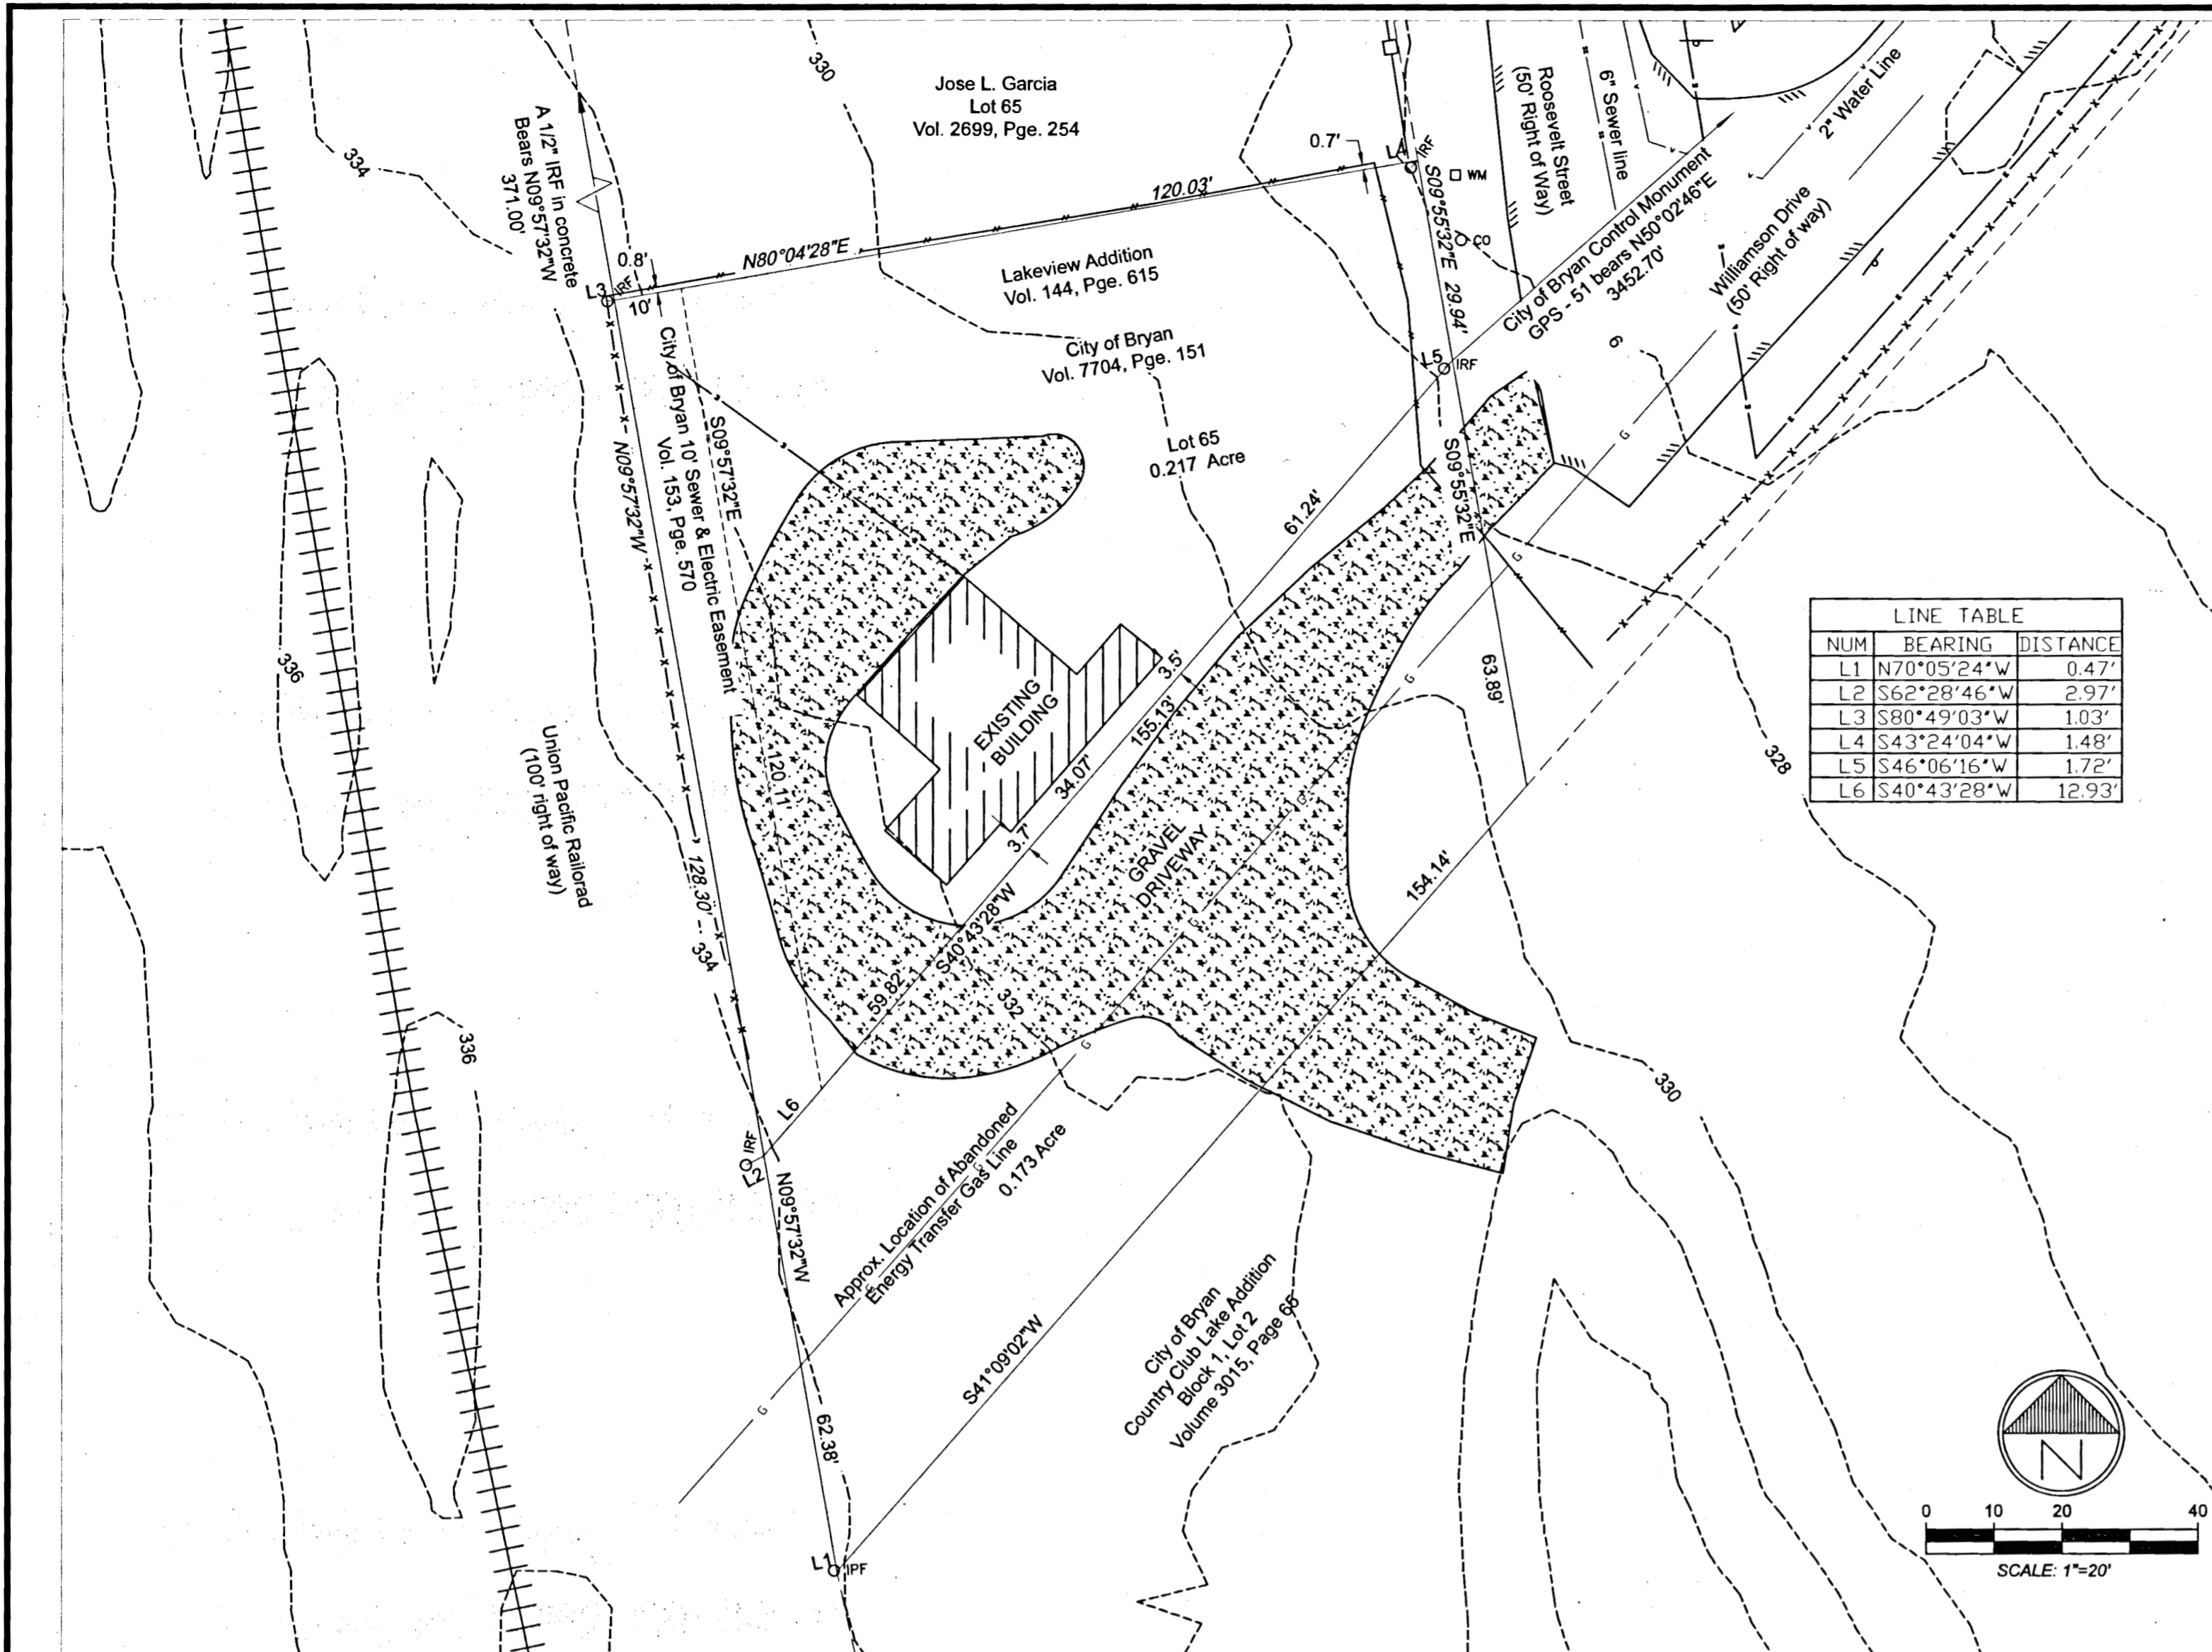 330
Jose L. Garcia
Lot 65
Vol. 2699, Pge. 254
334
A 1/2" IRF in concrete
Bears N09°57'32"W
371.00'
0.7'
L4
IRF
WM
CO
Roosevelt Street
(50' Right of Way)
6" Sewer line
2" Water Line
City of Bryan Control Monument
GPS - 51 bears N50°02'46"E
3452.70'
Williamson Drive
(50' Right of way)
6
120.03'
N80°04'28"E
0.8'
L3
IRF
10'
Lakeview Addition
Vol. 144, Pge. 615
City of Bryan
Vol. 7704, Pge. 151
S09°55'32"E 29.94'
L5
IRF
Lot 65
0.217 Acre
61.24'
S09°55'32"E
63.89'
N09°57'32"W
City of Bryan 10' Sewer & Electric Easement
Vol. 153, Pge. 570
S09°57'32"E
120.11'
128.30'
334
336
Union Pacific Railorad
(100' right of way)
336
EXISTING
BUILDING
3.5'
155.13'
34.07'
3.7'
S40°43'28"W
59.82'
332
GRAVEL
DRIVEWAY
154.14'
G
G
G
G
G
G
G
G
LINE TABLE
NUM BEARING DISTANCE
L1 N70°05'24"W 0.47'
L2 S62°28'46"W 2.97'
L3 S80°49'03"W 1.03'
L4 S43°24'04"W 1.48'
L5 S46°06'16"W 1.72'
L6 S40°43'28"W 12.93'
328
330
L6
IRF
L2
N09°57'32"W
62.38'
Approx. Location of Abandoned
Energy Transfer Gas Line
0.173 Acre
S41°09'02"W
City of Bryan
Country Club Lake Addition
Block 1, Lot 2
Volume 3015, Page 65
L1
IPF
N
0 10 20 40
SCALE: 1"=20'